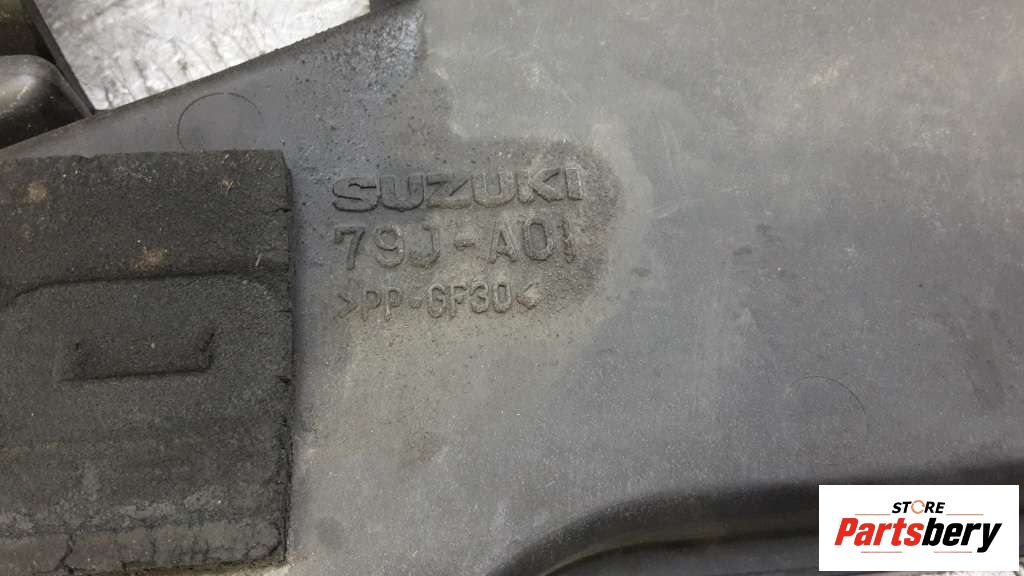 SUZUKI
79J-A01
>PP-GF30<
STORE
Partsbery